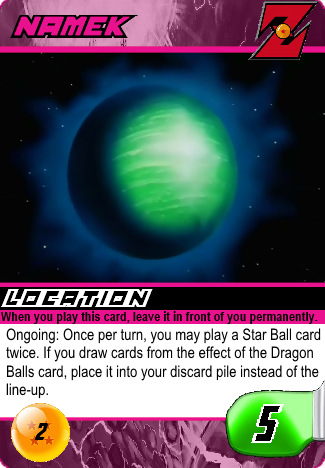 NAMEK
Z
LOCATION
When you play this card, leave it in front of you permanently.
Ongoing: Once per turn, you may play a Star Ball card
twice. If you draw cards from the effect of the Dragon
Balls card, place it into your discard pile instead of the
line-up.
2
5